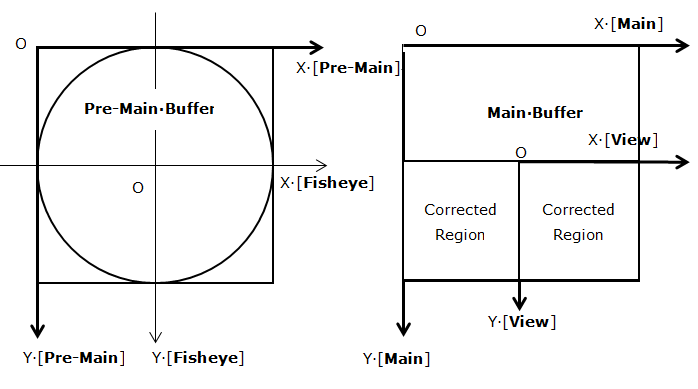 O
X·[Pre-Main]
Pre-Main·Buffer
O
X·[Fisheye]
Y·[Pre-Main]
Y·[Fisheye]
O
X·[Main]
Main·Buffer
X·[View]
O
Corrected
Region
Corrected
Region
Y·[View]
Y·[Main]